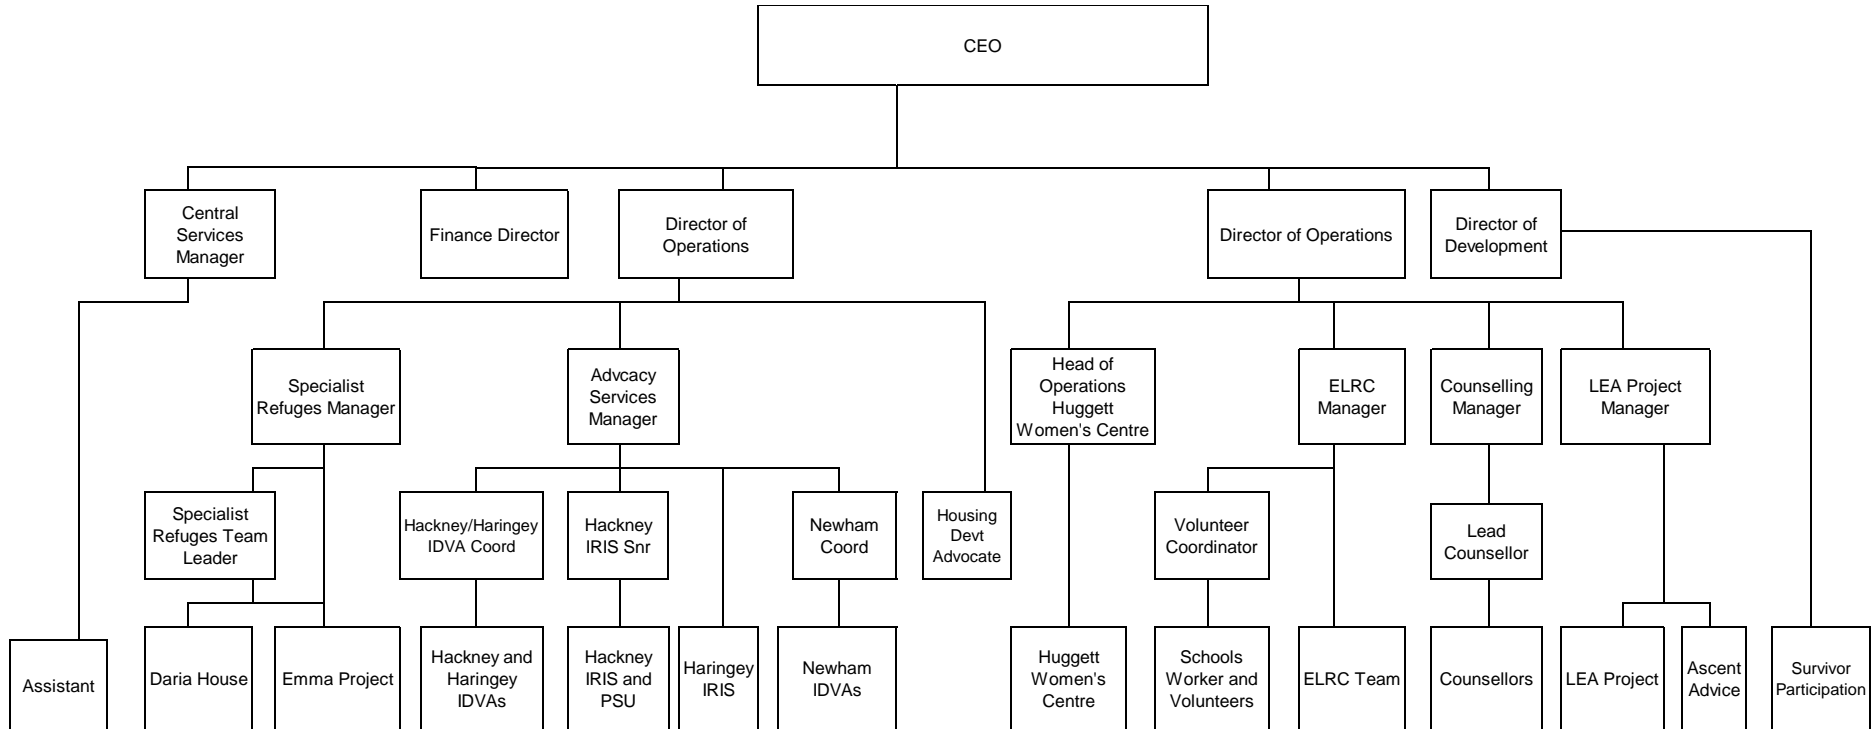 CEO
Central
Services
Manager
Finance Director
Director of
Operations
Director of Operations
Director of
Development
Specialist
Refuges Manager
Advcacy
Services
Manager
Head of
Operations
Huggett
Women's Centre
ELRC
Manager
Counselling
Manager
LEA Project
Manager
Specialist
Refuges Team
Leader
Hackney/Haringey
IDVA Coord
Hackney
IRIS Snr
Newham
Coord
Housing
Devt
Advocate
Volunteer
Coordinator
Lead
Counsellor
Assistant
Daria House
Emma Project
Hackney and
Haringey
IDVAs
Hackney
IRIS and
PSU
Haringey
IRIS
Newham
IDVAs
Huggett
Women's
Centre
Schools
Worker and
Volunteers
ELRC Team
Counsellors
LEA Project
Ascent
Advice
Survivor
Participation